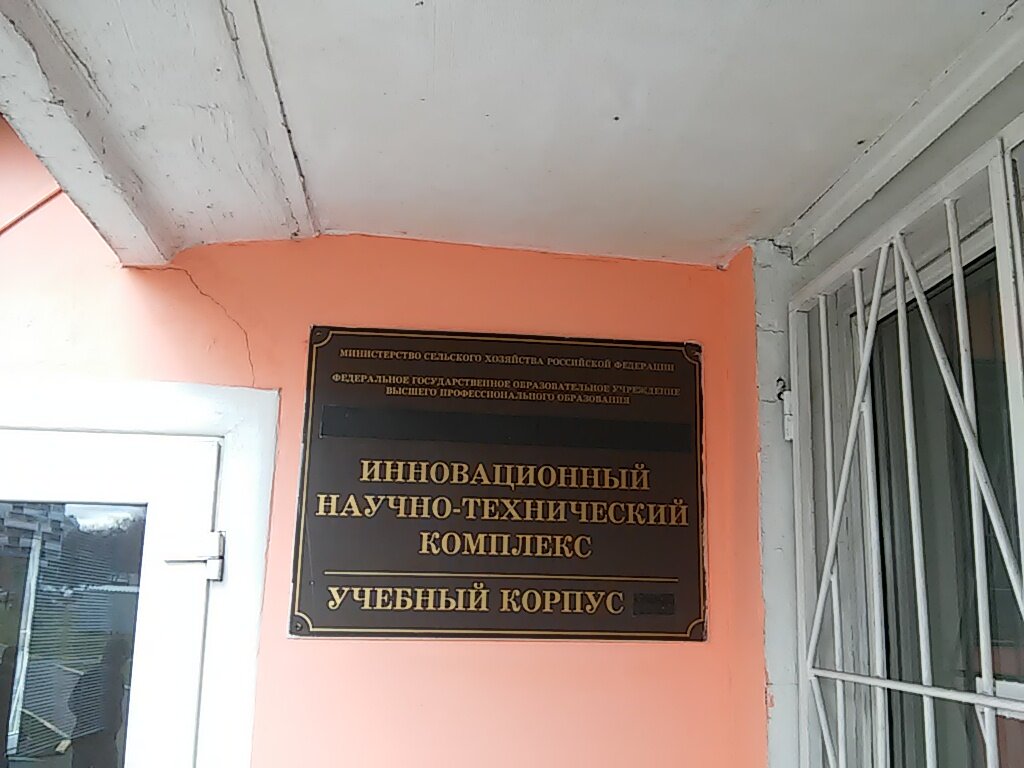 МИНИСТЕРСТВО СЕЛЬСКОГО ХОЗЯЙСТВА РОССИЙСКОЙ ФЕДЕРАЦИИ
ФЕДЕРАЛЬНОЕ ГОСУДАРСТВЕННОЕ ОБРАЗОВАТЕЛЬНОЕ УЧРЕЖДЕНИЕ
ВЫСШЕГО ПРОФЕССИОНАЛЬНОГО ОБРАЗОВАНИЯ
ИННОВАЦИОННЫЙ
НАУЧНО-ТЕХНИЧЕСКИЙ
КОМПЛЕКС
УЧЕБНЫЙ КОРПУС